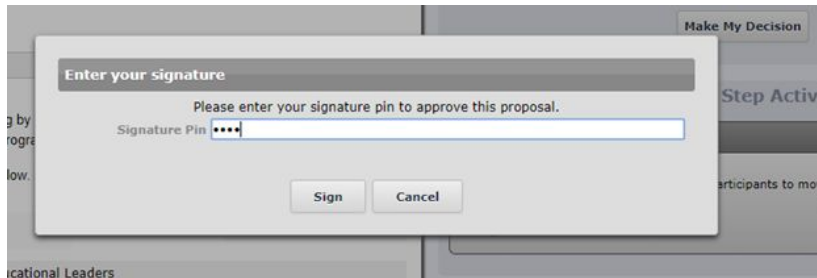 Make My Decision
Enter your signature
Please enter your signature pin to approve this proposal.
Signature Pin ••••
Sign
Cancel
Step Activ
g by
rogra
low.
articipants to mo
cational Leaders